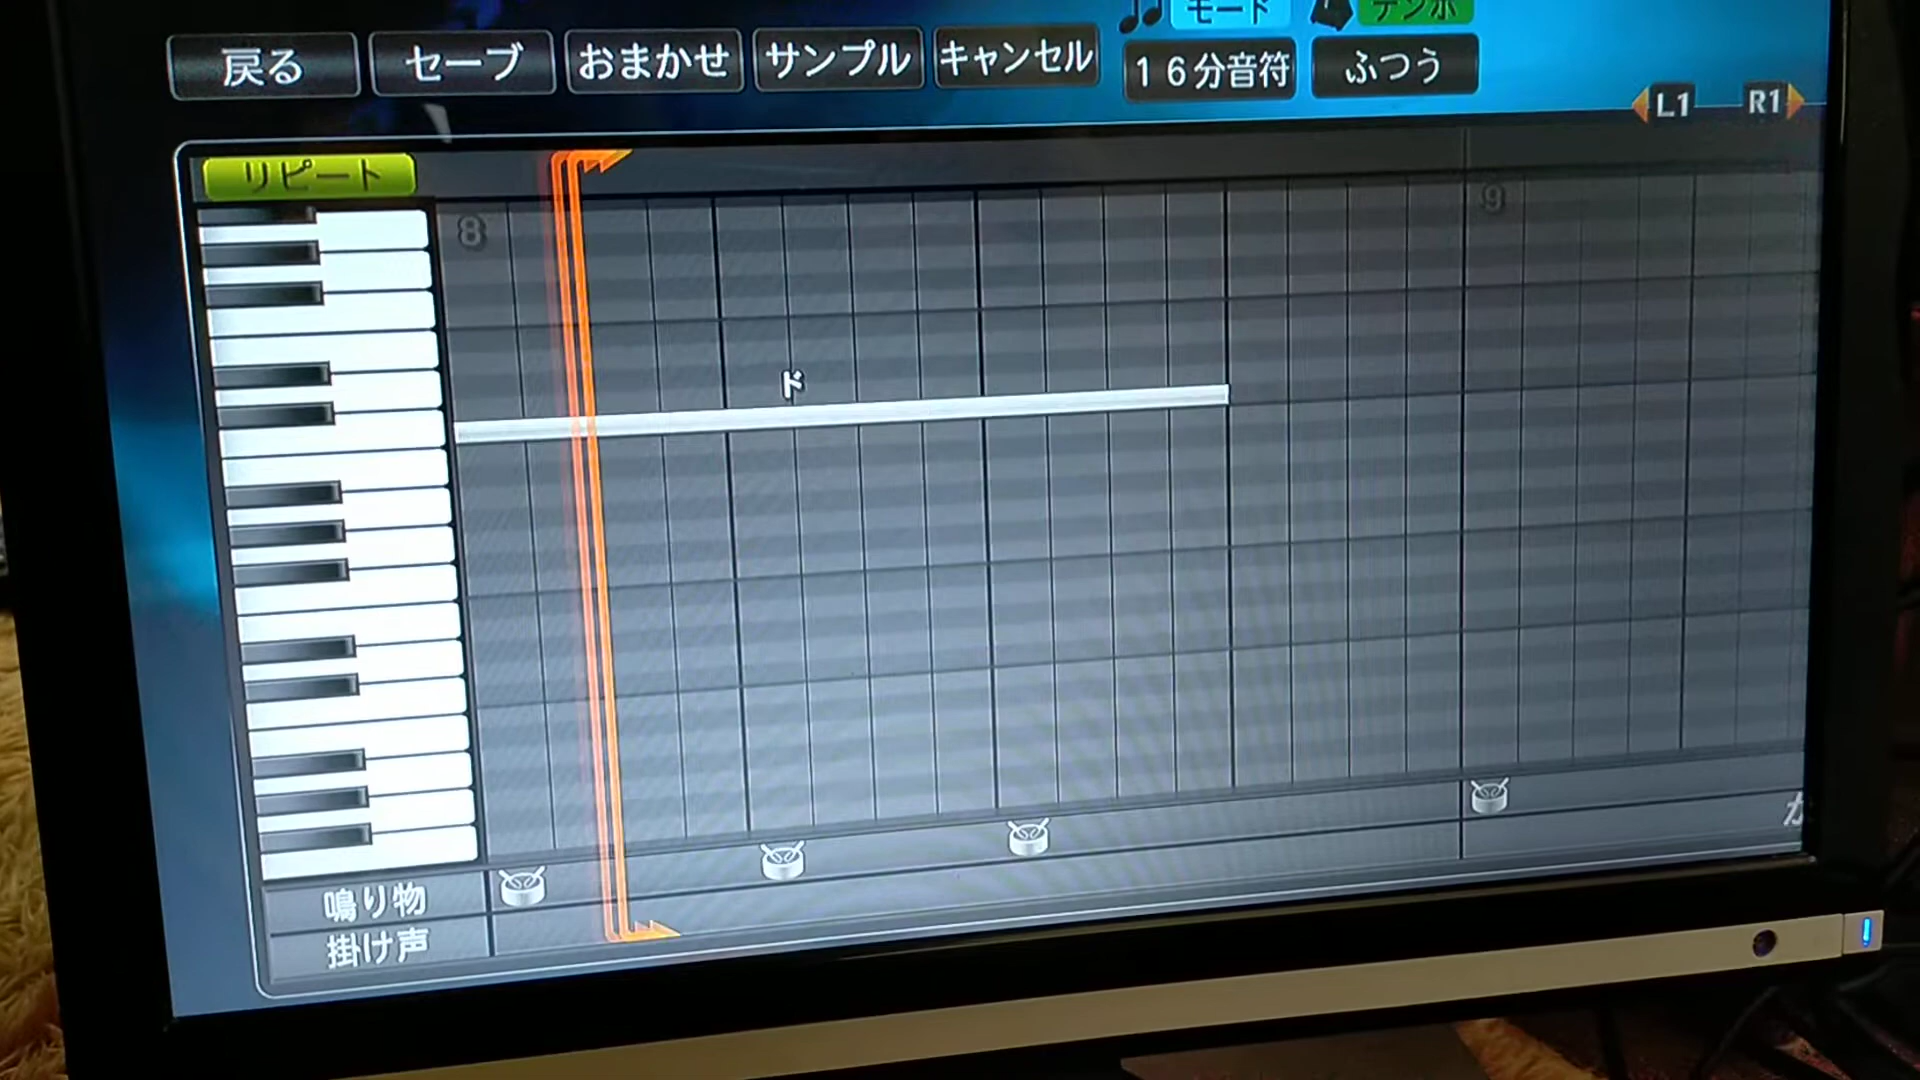 モード テンポ
戻る セーブ おまかせ サンプル キャンセル 16分音符 ふつう
L1 R1
リピート
8 9
ド
カ
鳴り物
掛け声